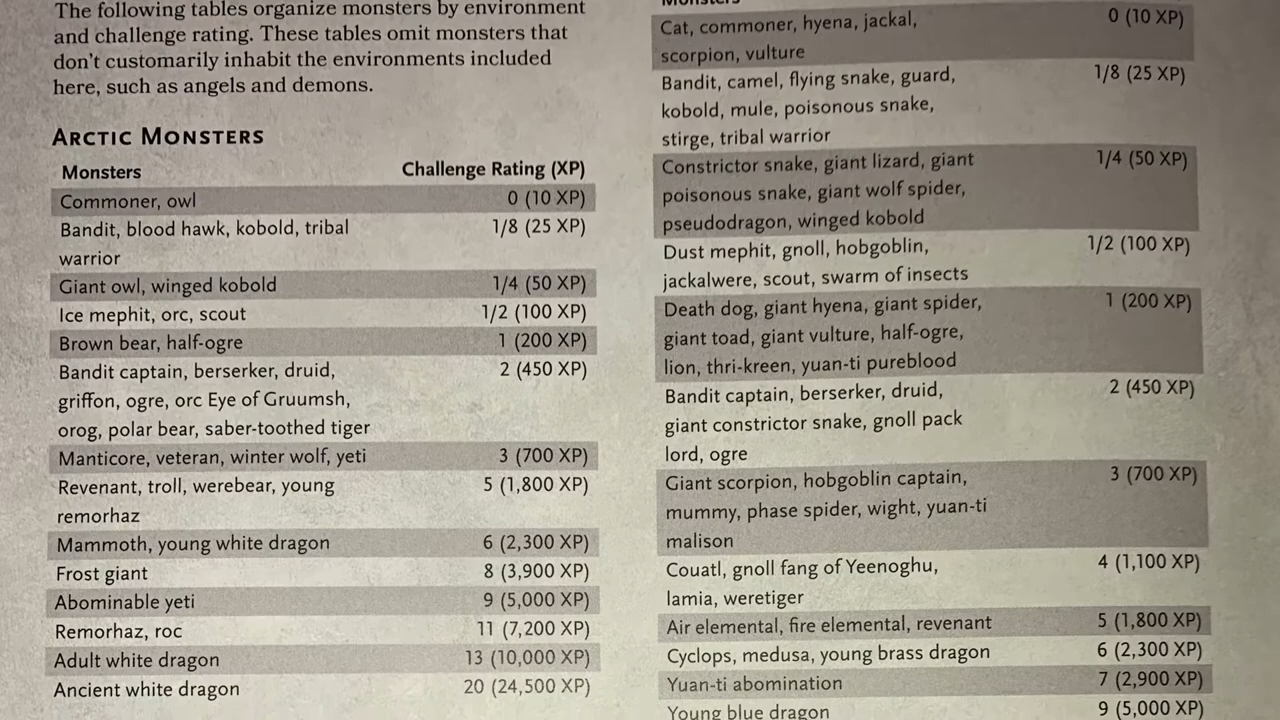 The following tables organize monsters by environment
and challenge rating. These tables omit monsters that
don't customarily inhabit the environments included
here, such as angels and demons.
ARCTIC MONSTERS
Monsters Challenge Rating (XP)
Commoner, owl 0 (10 XP)
Bandit, blood hawk, kobold, tribal 1/8 (25 XP)
warrior
Giant owl, winged kobold 1/4 (50 XP)
Ice mephit, orc, scout 1/2 (100 XP)
Brown bear, half-ogre 1 (200 XP)
Bandit captain, berserker, druid, 2 (450 XP)
griffon, ogre, orc Eye of Gruumsh,
orog, polar bear, saber-toothed tiger
Manticore, veteran, winter wolf, yeti 3 (700 XP)
Revenant, troll, werebear, young 5 (1,800 XP)
remorhaz
Mammoth, young white dragon 6 (2,300 XP)
Frost giant 8 (3,900 XP)
Abominable yeti 9 (5,000 XP)
Remorhaz, roc 11 (7,200 XP)
Adult white dragon 13 (10,000 XP)
Ancient white dragon 20 (24,500 XP)
Monsters
Cat, commoner, hyena, jackal, 0 (10 XP)
scorpion, vulture
Bandit, camel, flying snake, guard, 1/8 (25 XP)
kobold, mule, poisonous snake,
stirge, tribal warrior
Constrictor snake, giant lizard, giant 1/4 (50 XP)
poisonous snake, giant wolf spider,
pseudodragon, winged kobold
Dust mephit, gnoll, hobgoblin, 1/2 (100 XP)
jackalwere, scout, swarm of insects
Death dog, giant hyena, giant spider, 1 (200 XP)
giant toad, giant vulture, half-ogre,
lion, thri-kreen, yuan-ti pureblood
Bandit captain, berserker, druid, 2 (450 XP)
giant constrictor snake, gnoll pack
lord, ogre
Giant scorpion, hobgoblin captain, 3 (700 XP)
mummy, phase spider, wight, yuan-ti
malison
Couatl, gnoll fang of Yeenoghu, 4 (1,100 XP)
lamia, weretiger
Air elemental, fire elemental, revenant 5 (1,800 XP)
Cyclops, medusa, young brass dragon 6 (2,300 XP)
Yuan-ti abomination 7 (2,900 XP)
Young blue dragon 9 (5,000 XP)